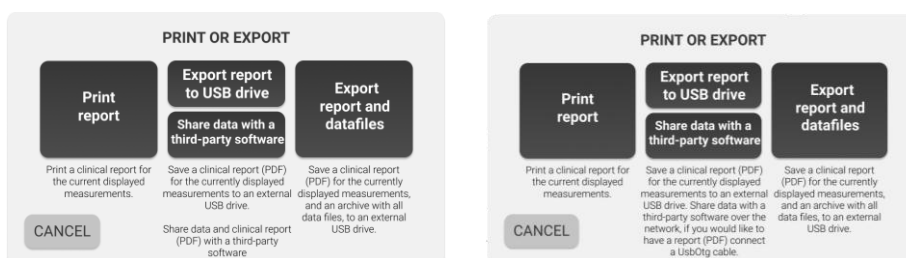 PRINT OR EXPORT
Print
report
Export report
to USB drive
Share data with a
third-party software
Export
report and
datafiles
Print a clinical report for
the current displayed
measurements.
Save a clinical report (PDF)
for the currently displayed
measurements to an external
USB drive.
Share data and clinical report
(PDF) with a third-party
software
Save a clinical report
(PDF) for the currently
displayed measurements,
and an archive with all
data files, to an external
USB drive.
CANCEL
PRINT OR EXPORT
Print
report
Export report
to USB drive
Share data with a
third-party software
Export
report and
datafiles
Print a clinical report for
the current displayed
measurements.
Save a clinical report (PDF)
for the currently displayed
measurements to an external
USB drive. Share data with a
third-party software over the
network, if you would like to
have a report (PDF) connect
a UsbOtg cable.
Save a clinical report
(PDF) for the currently
displayed measurements,
and an archive with all
data files, to an external
USB drive.
CANCEL